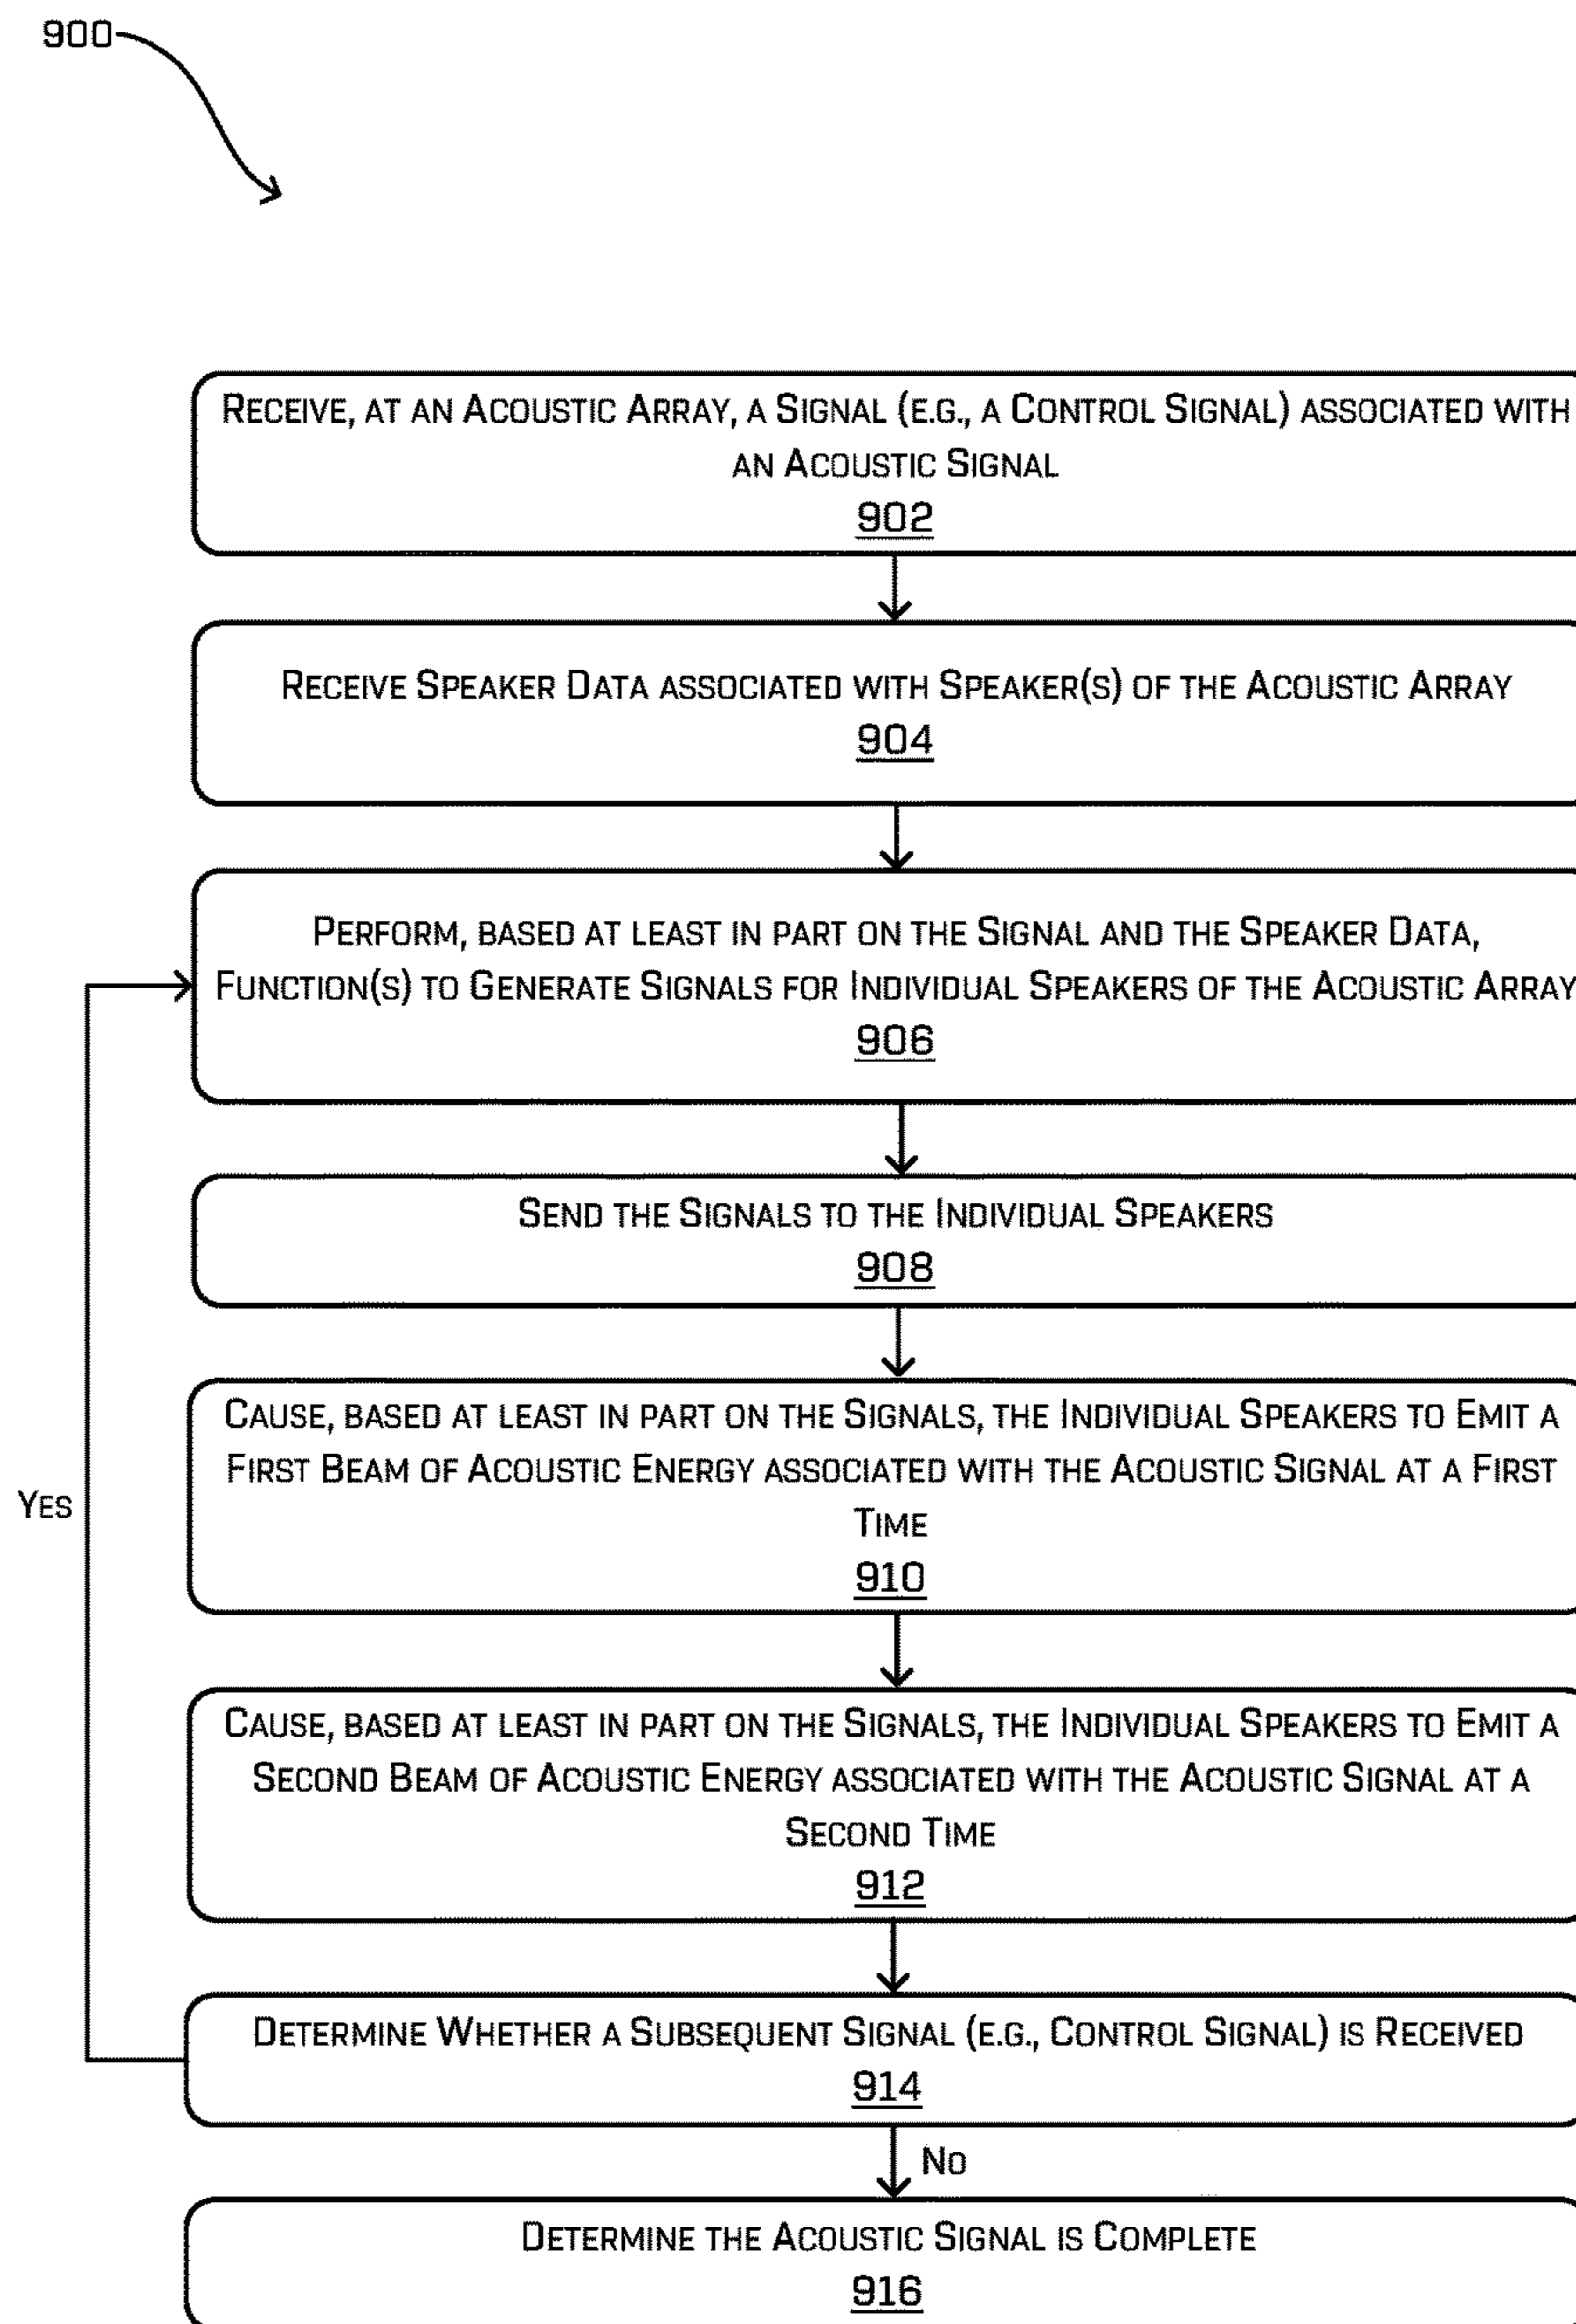 900
Receive, at an Acoustic Array, a Signal (e.g., a Control Signal) associated with
an Acoustic Signal
902
Receive Speaker Data associated with Speaker(s) of the Acoustic Array
904
Perform, based at least in part on the Signal and the Speaker Data,
Function(s) to Generate Signals for Individual Speakers of the Acoustic Array
906
Send the Signals to the Individual Speakers
908
Cause, based at least in part on the Signals, the Individual Speakers to Emit a
First Beam of Acoustic Energy associated with the Acoustic Signal at a First
Time
910
Yes
Cause, based at least in part on the Signals, the Individual Speakers to Emit a
Second Beam of Acoustic Energy associated with the Acoustic Signal at a
Second Time
912
Determine Whether a Subsequent Signal (e.g., Control Signal) is Received
914
No
Determine the Acoustic Signal is Complete
916